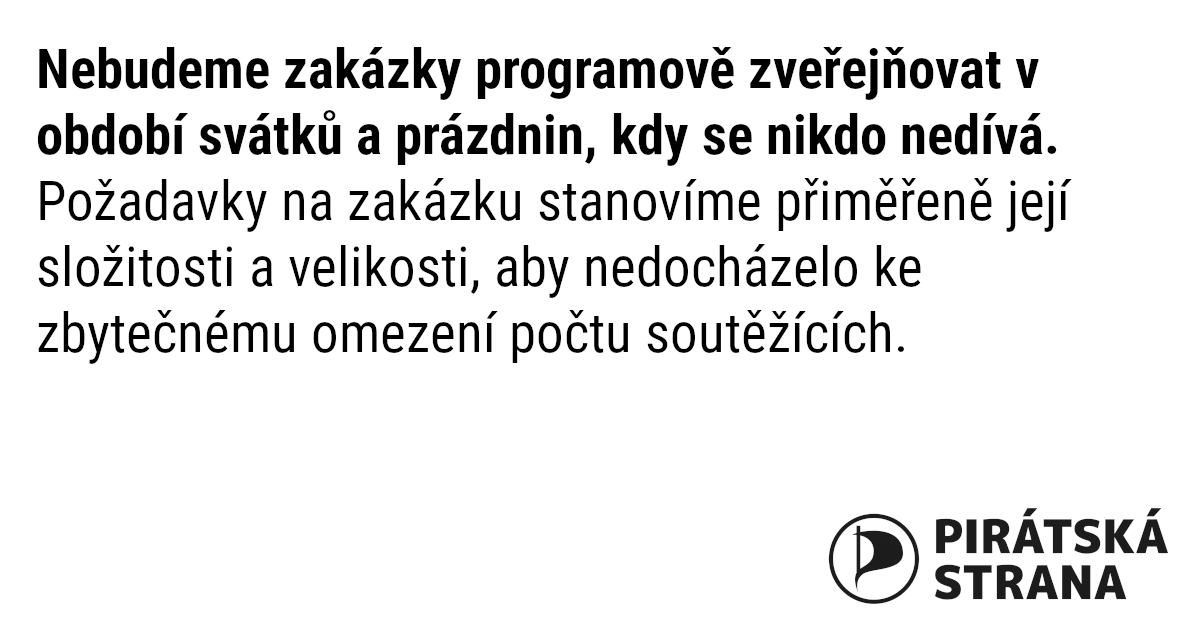 Nebudeme zakázky programově zveřejňovat v
období svátků a prázdnin, kdy se nikdo nedívá.
Požadavky na zakázku stanovíme přiměřeně její
složitosti a velikosti, aby nedocházelo ke
zbytečnému omezení počtu soutěžících.
PIRÁTSKÁ
STRANA